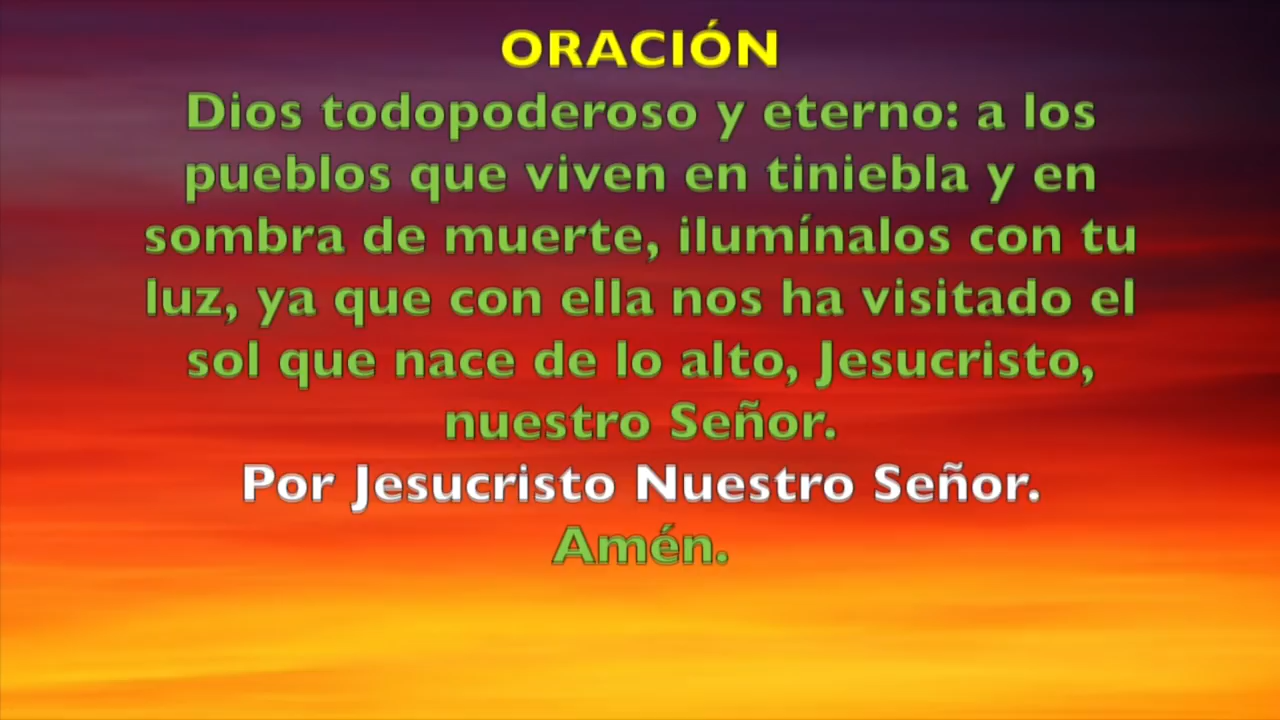 ORACIÓN
Dios todopoderoso y eterno: a los
pueblos que viven en tiniebla y en
sombra de muerte, ilumínalos con tu
luz, ya que con ella nos ha visitado el
sol que nace de lo alto, Jesucristo,
nuestro Señor.
Por Jesucristo Nuestro Señor.
Amén.